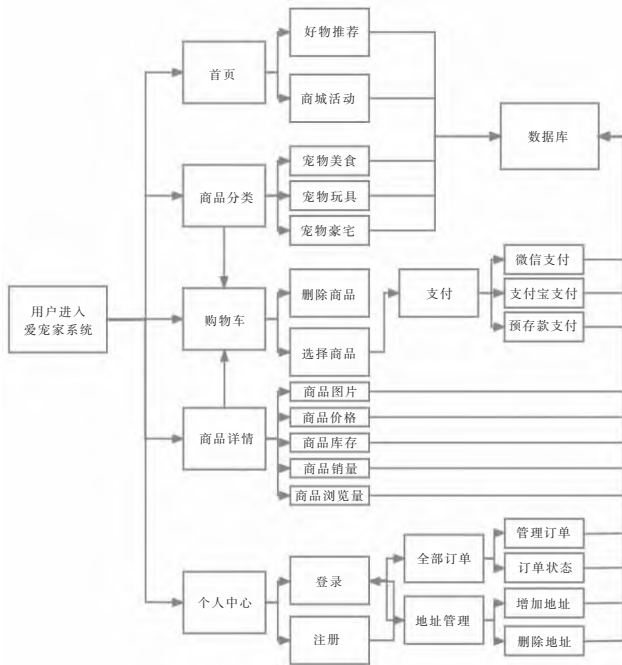 好物推荐
首页
商城活动
数据库
宠物美食
商品分类
宠物玩具
宠物豪宅
微信支付
删除商品
支付
支付宝支付
用户进入
爱宠家系统
购物车
预存款支付
选择商品
商品图片
商品价格
商品详情
商品库存
商品销量
商品浏览量
管理订单
全部订单
订单状态
登录
个人中心
增加地址
地址管理
注册
删除地址